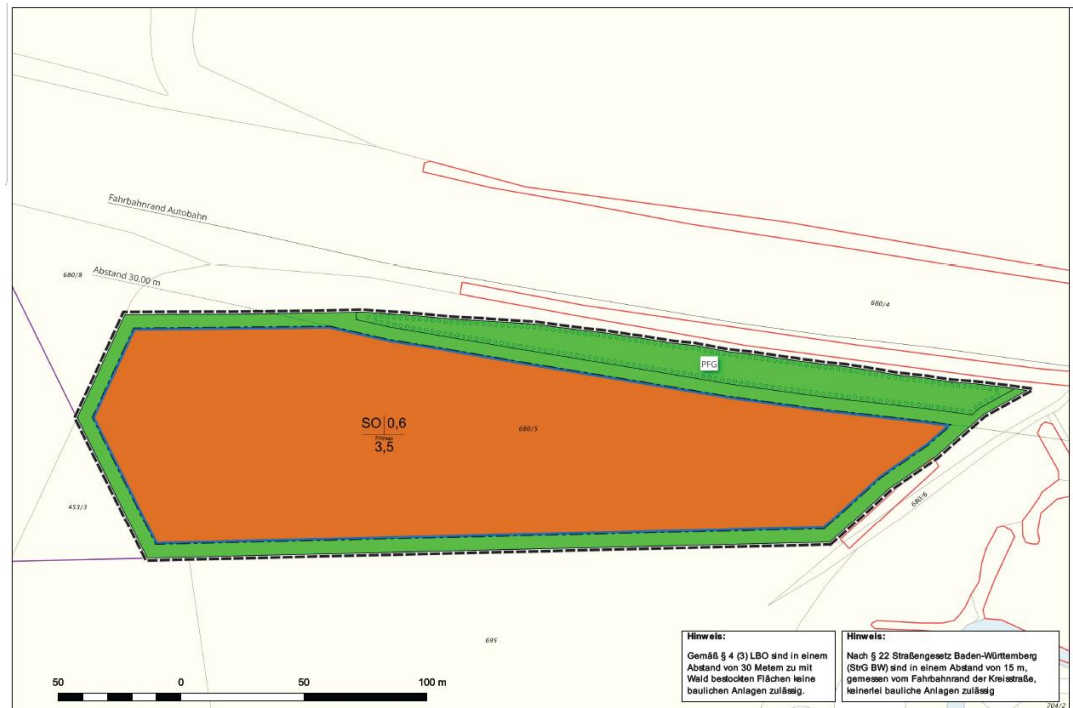 Fahrbahnrand Autobahn
Abstand 30,00 m
680/8
680/4
PFG
SO 0,6
FHmax
3,5
680/5
453/3
680/6
695
Hinweis:
Gemäß § 4 (3) LBO sind in einem
Abstand von 30 Metern zu mit
Wald bestockten Flächen keine
baulichen Anlagen zulässig.
Hinweis:
Nach § 22 Straßengesetz Baden-Württemberg
(StrG BW) sind in einem Abstand von 15 m,
gemessen vom Fahrbahnrand der Kreisstraße,
keinerlei bauliche Anlagen zulässig
50 0 50 100 m
704/2